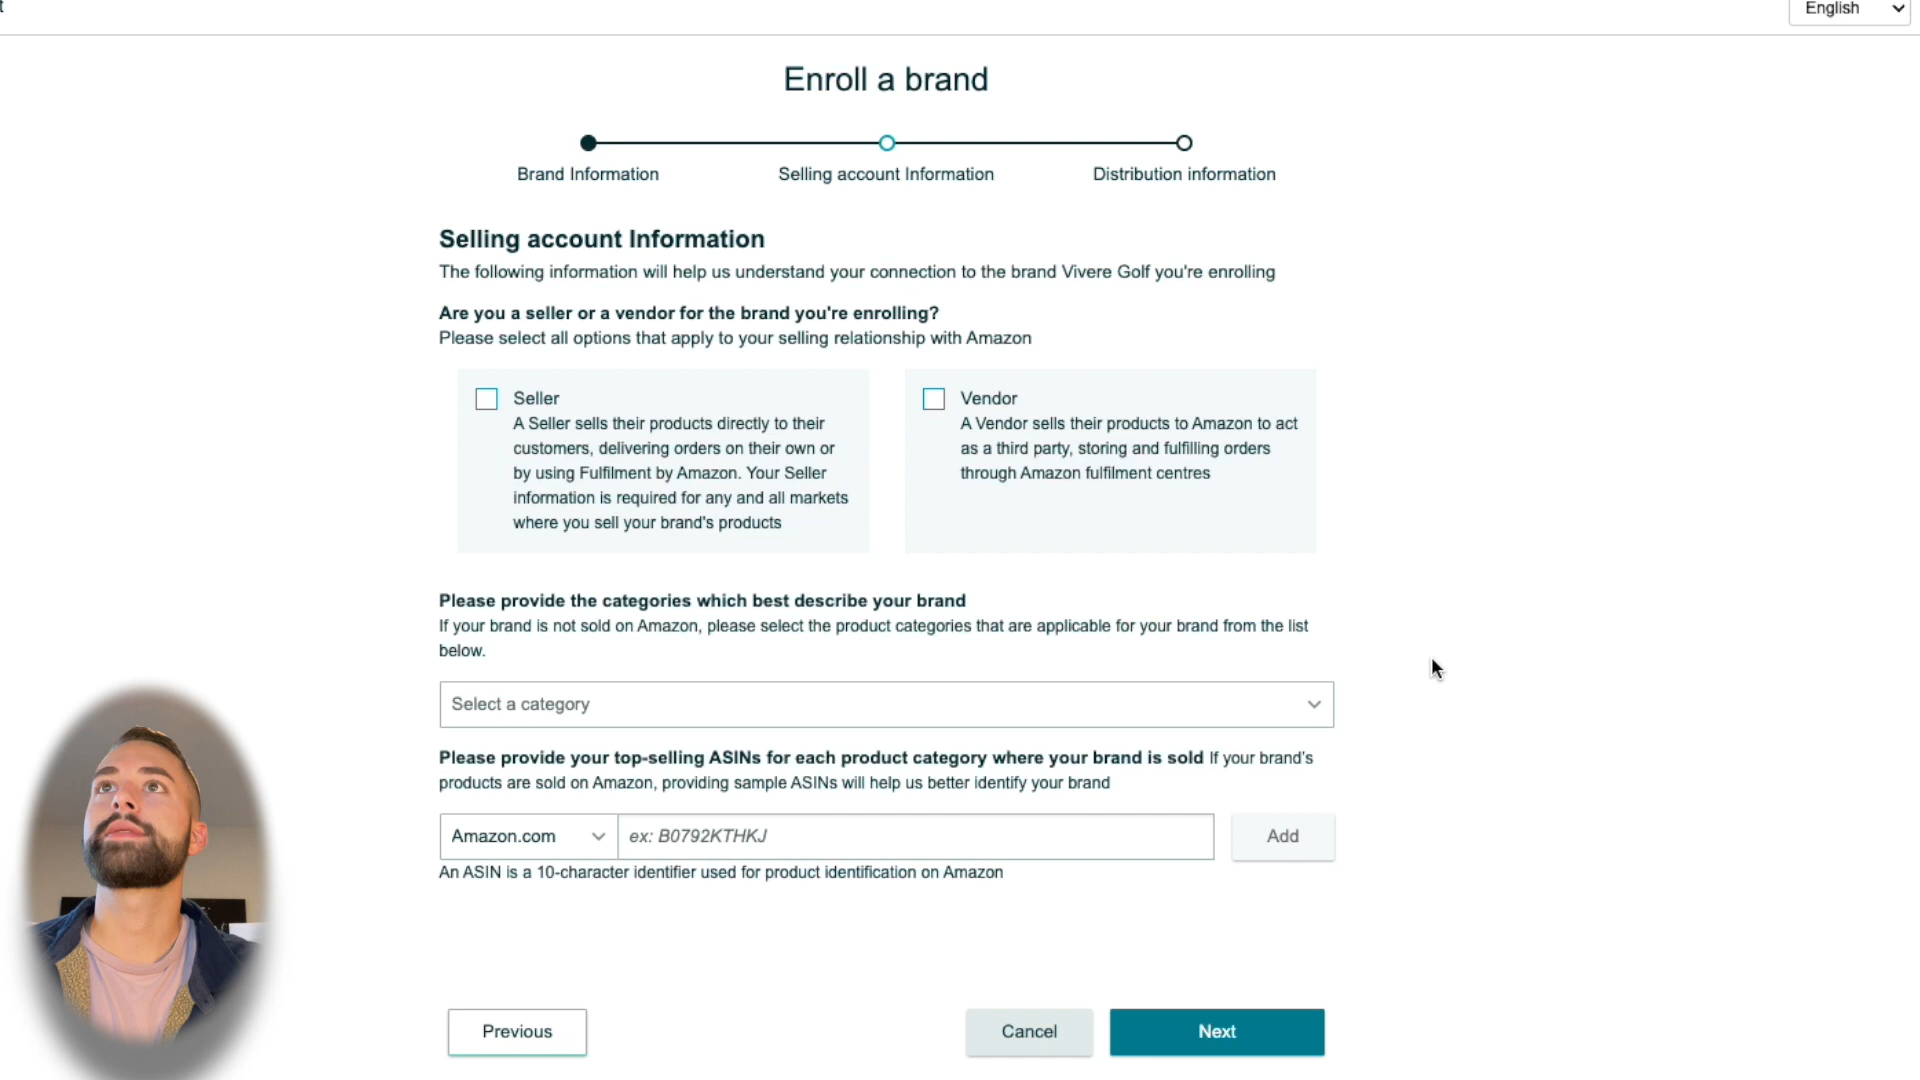 English
Enroll a brand
Brand Information
Selling account Information
Distribution information
Selling account Information
The following information will help us understand your connection to the brand Vivere Golf you're enrolling
Are you a seller or a vendor for the brand you're enrolling?
Please select all options that apply to your selling relationship with Amazon
Seller
A Seller sells their products directly to their
customers, delivering orders on their own or
by using Fulfilment by Amazon. Your Seller
information is required for any and all markets
where you sell your brand's products
Vendor
A Vendor sells their products to Amazon to act
as a third party, storing and fulfilling orders
through Amazon fulfilment centres
Please provide the categories which best describe your brand
If your brand is not sold on Amazon, please select the product categories that are applicable for your brand from the list
below.
Select a category
Please provide your top-selling ASINs for each product category where your brand is sold If your brand's
products are sold on Amazon, providing sample ASINs will help us better identify your brand
Amazon.com
ex: B0792KTHKJ
Add
An ASIN is a 10-character identifier used for product identification on Amazon
Previous
Cancel
Next